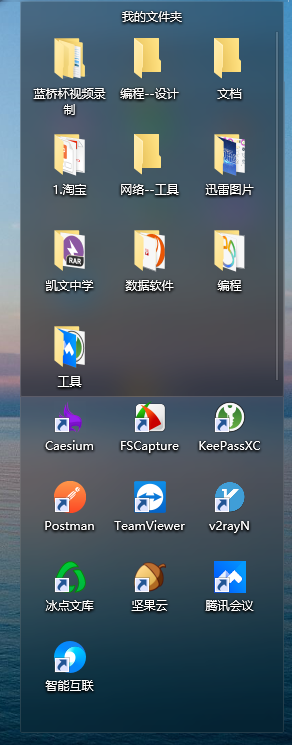 我的文件夹
蓝桥杯视频录
制
编程--设计
文档
1.淘宝
网络--工具
迅雷图片
凯文中学
数据软件
编程
工具
RAR
Caesium
FSCapture
KeePassXC
Postman
TeamViewer
v2rayN
冰点文库
坚果云
腾讯会议
智能互联